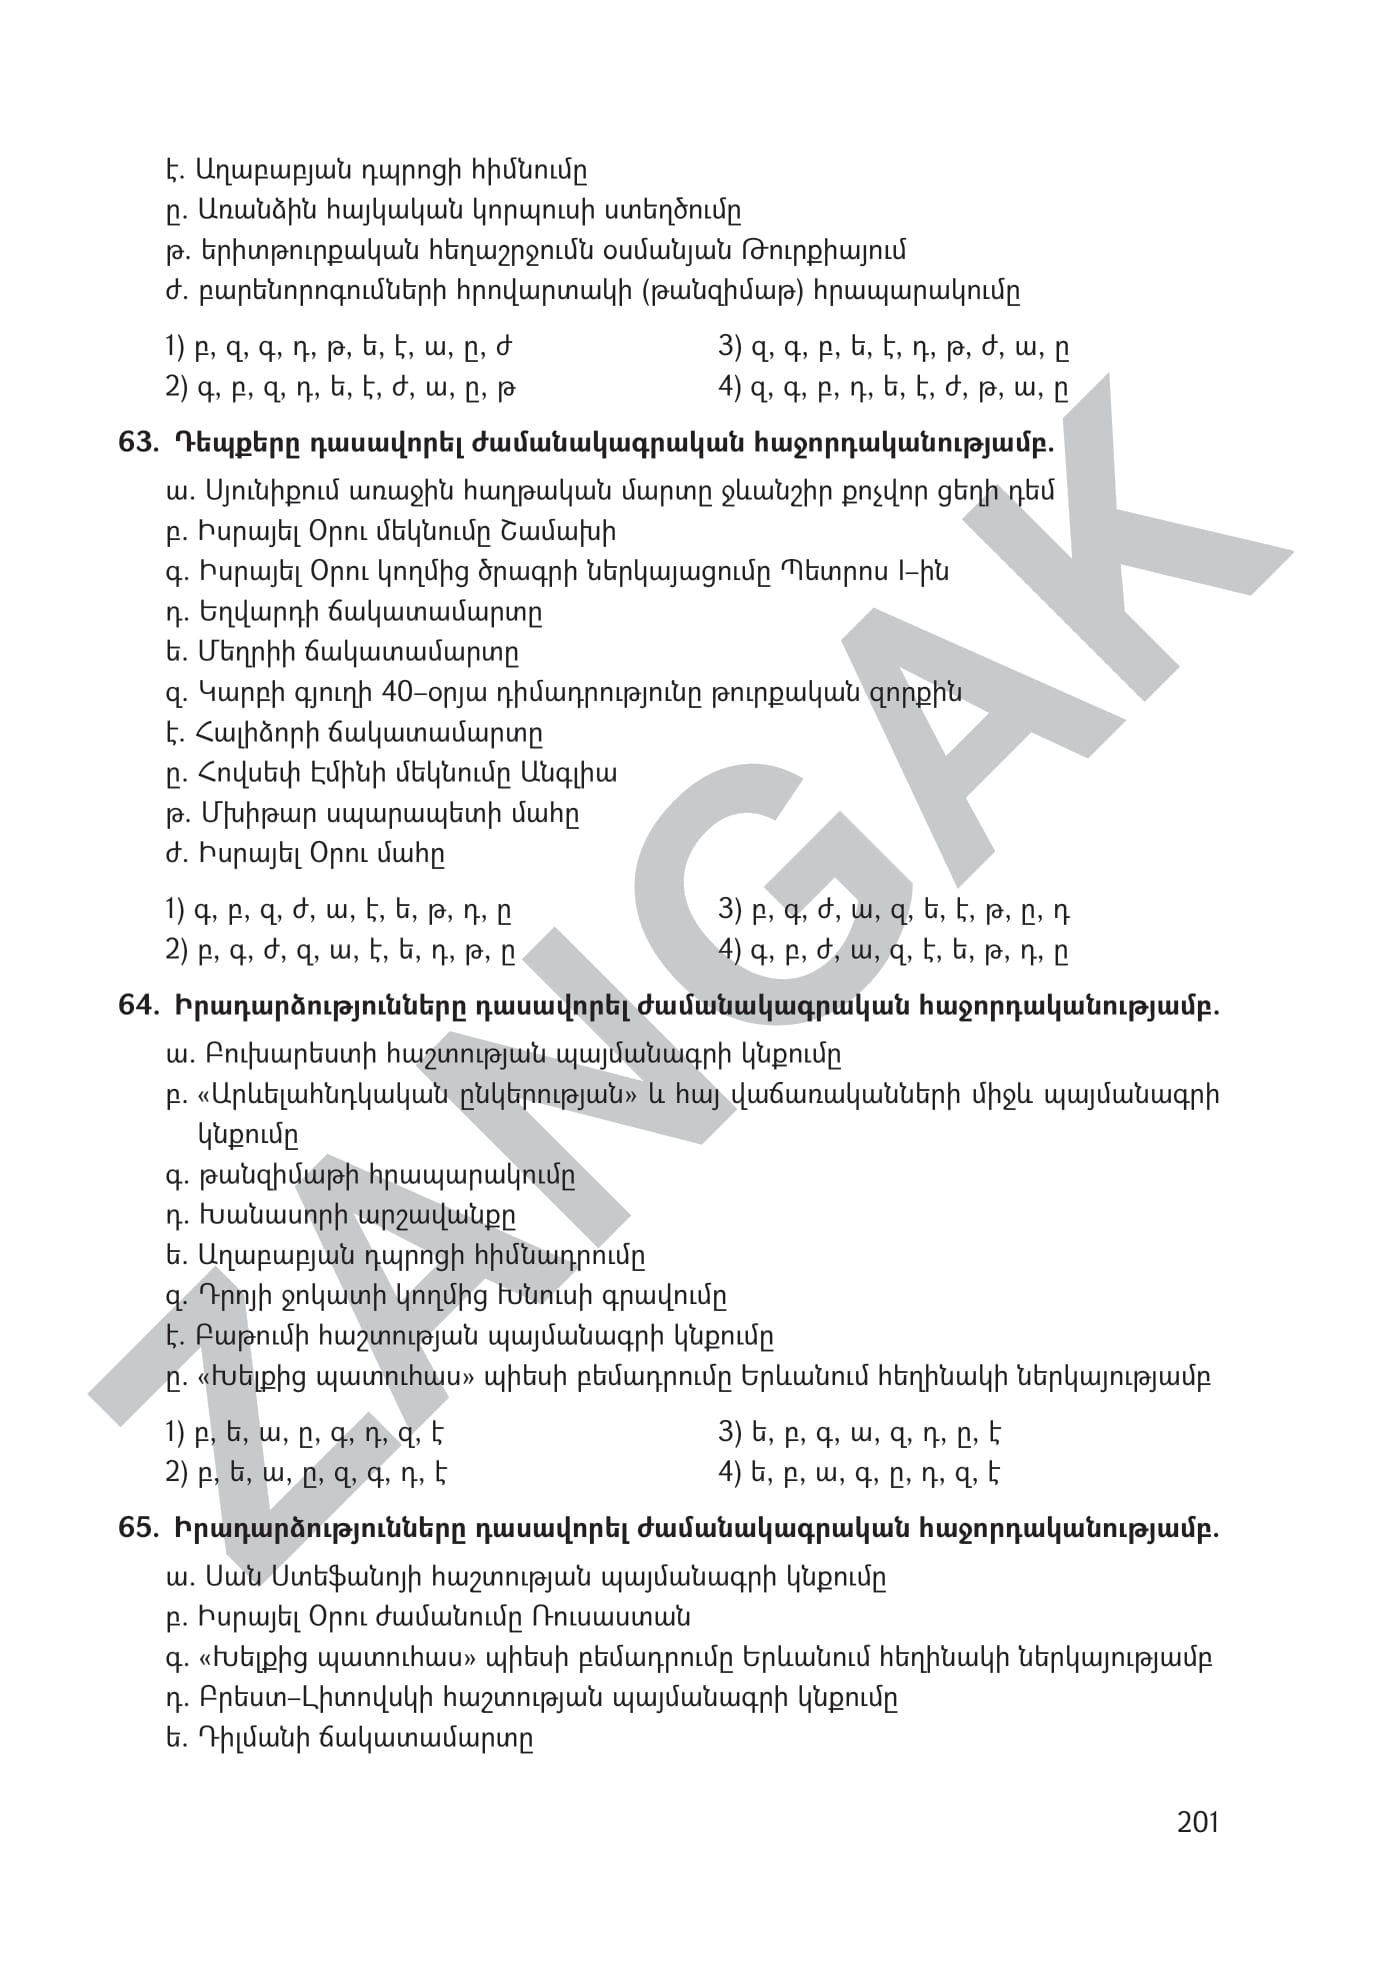 է. Աղաբաբյան դպրոցի հիմնումը
ը. Առանձին հայկական կորպուսի ստեղծումը
թ. երիտթուրքական հեղաշրջումն օսմանյան Թուրքիայում
ժ. բարենորոգումների հրովարտակի (թանզիմաթ) հրապարակումը
1) բ, զ, գ, դ, թ, ե, է, ա, ը, ժ
3) զ, գ, բ, ե, է, դ, թ, ժ, ա, ը
2) գ, բ, զ, դ, ե, է, ժ, ա, ը, թ
4) զ, գ, բ, դ, ե, է, ժ, թ, ա, ը
63. Դեպքերը դասավորել ժամանակագրական հաջորդականությամբ.
ա. Սյունիքում առաջին հաղթական մարտը ջևանշիր քոչվոր ցեղի դեմ
բ. Իսրայել Օրու մեկնումը Շամախի
գ. Իսրայել Օրու կողմից ծրագրի ներկայացումը Պետրոս I–ին
դ. Եղվարդի ճակատամարտը
ե. Մեղրիի ճակատամարտը
զ. Կարբի գյուղի 40–օրյա դիմադրությունը թուրքական զորքին
է. Հալիձորի ճակատամարտը
ը. Հովսեփ Էմինի մեկնումը Անգլիա
թ. Մխիթար սպարապետի մահը
ժ. Իսրայել Օրու մահը
1) գ, բ, զ, ժ, ա, է, ե, թ, դ, ը
3) բ, գ, ժ, ա, զ, ե, է, թ, ը, դ
2) բ, գ, ժ, զ, ա, է, ե, դ, թ, ը
4) գ, բ, ժ, ա, զ, է, ե, թ, դ, ը
64. Իրադարձությունները դասավորել ժամանակագրական հաջորդականությամբ.
ա. Բուխարեստի հաշտության պայմանագրի կնքումը
բ. «Արևելահնդկական ընկերության» և հայ վաճառականների միջև պայմանագրի
կնքումը
գ. թանզիմաթի հրապարակումը
դ. Խանասորի արշավանքը
ե. Աղաբաբյան դպրոցի հիմնադրումը
զ. Դրոյի ջոկատի կողմից Խնուսի գրավումը
է. Բաթումի հաշտության պայմանագրի կնքումը
ը. «Խելքից պատուհաս» պիեսի բեմադրումը Երևանում հեղինակի ներկայությամբ
1) բ, ե, ա, ը, գ, դ, զ, է
3) ե, բ, գ, ա, զ, դ, ը, է
2) բ, ե, ա, ը, զ, գ, դ, է
4) ե, բ, ա, գ, ը, դ, զ, է
65. Իրադարձությունները դասավորել ժամանակագրական հաջորդականությամբ.
ա. Սան Ստեֆանոյի հաշտության պայմանագրի կնքումը
բ. Իսրայել Օրու ժամանումը Ռուսաստան
գ. «Խելքից պատուհաս» պիեսի բեմադրումը Երևանում հեղինակի ներկայությամբ
դ. Բրեստ–Լիտովսկի հաշտության պայմանագրի կնքումը
ե. Դիլմանի ճակատամարտը
201
ZANGAK